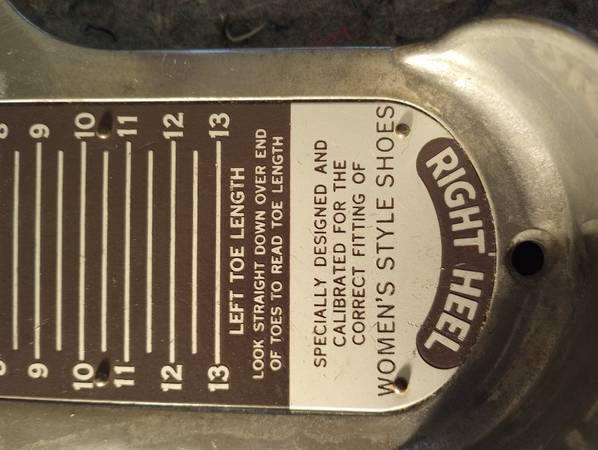 8 9 10 11 12 13
8 9 10 11 12 13
LEFT TOE LENGTH
LOOK STRAIGHT DOWN OVER END
OF TOES TO READ TOE LENGTH
SPECIALLY DESIGNED AND
CALIBRATED FOR THE
CORRECT FITTING OF
WOMEN'S STYLE SHOES
RIGHT HEEL